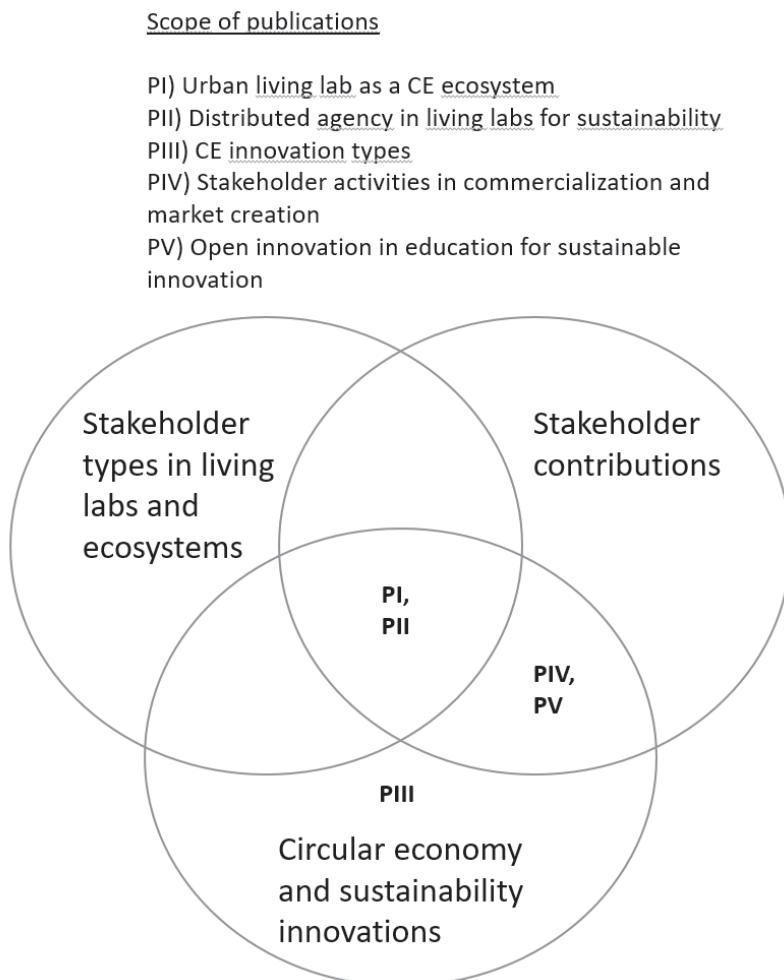 Scope of publications
PI) Urban living lab as a CE ecosystem
PII) Distributed agency in living labs for sustainability
PIII) CE innovation types
PIV) Stakeholder activities in commercialization and
market creation
PV) Open innovation in education for sustainable
innovation
Stakeholder
types in living
labs and
ecosystems
Stakeholder
contributions
PI,
PII
PIV,
PV
PIII
Circular economy
and sustainability
innovations